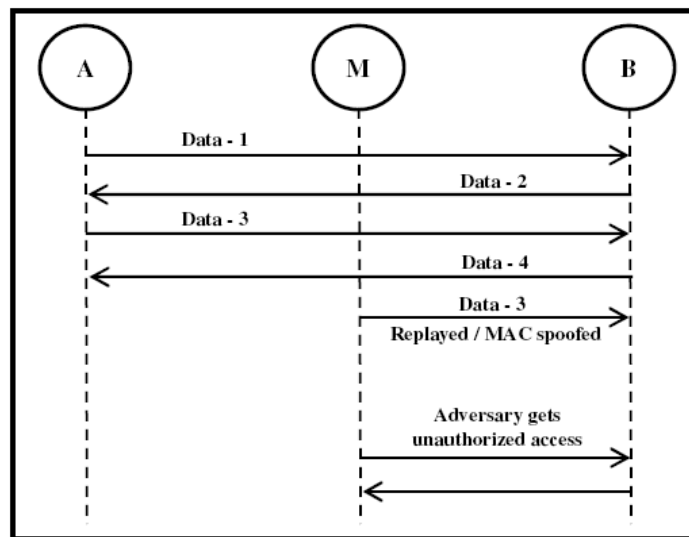 A
M
B
Data - 1
Data - 2
Data - 3
Data - 4
Data - 3
Replayed / MAC spoofed
Adversary gets
unauthorized access